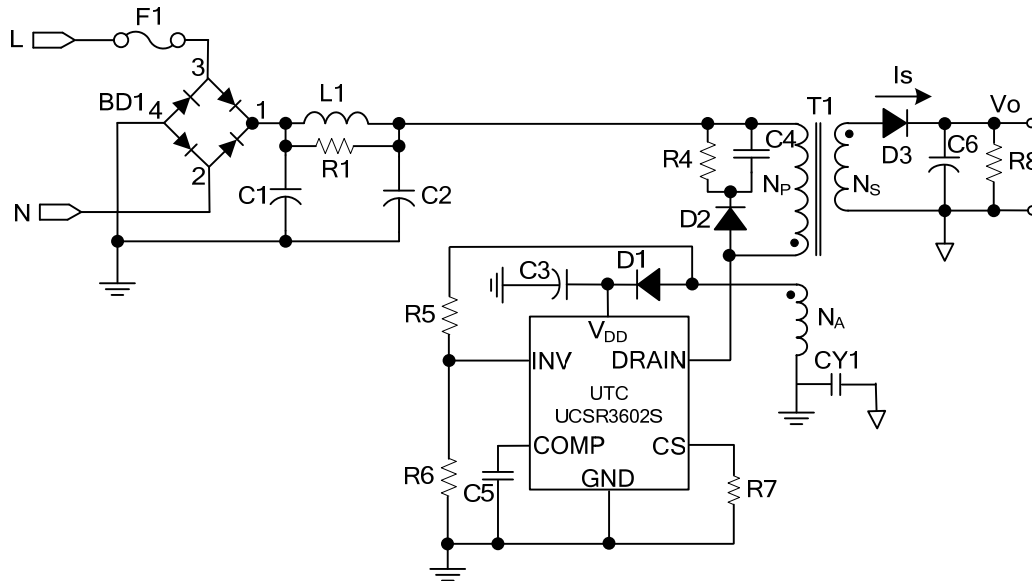 F1
L
3
BD1
4
1
L1
R1
2
C1
C2
N
R4
C4
T1
Is
Vo
D3
C6
R8
NP
NS
D2
C3
D1
NA
R5
VDD
INV
DRAIN
CY1
UTC
UCSR3602S
COMP
CS
R6
C5
GND
R7